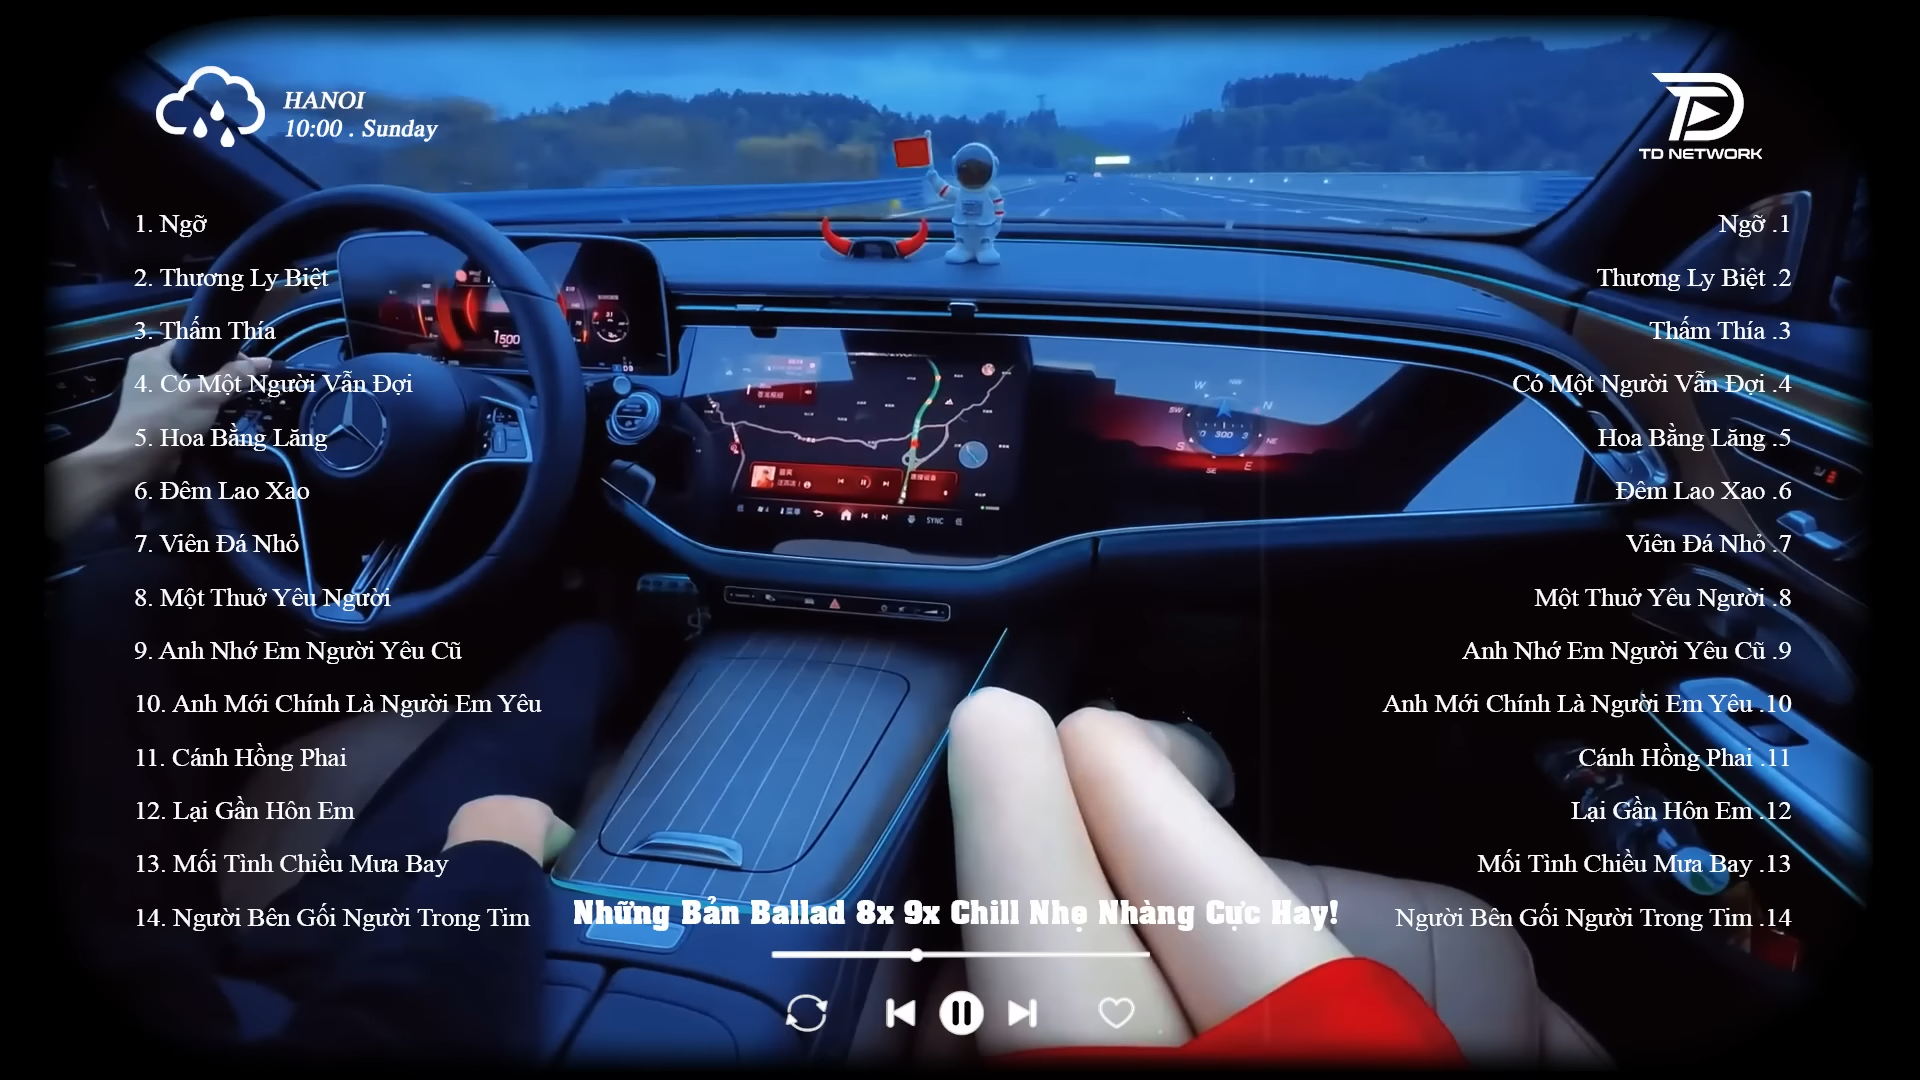 HANOI
10:00 . Sunday
TD NETWORK
1. Ngỡ
2. Thương Ly Biệt
3. Thấm Thía
4. Có Một Người Vẫn Đợi
5. Hoa Bằng Lăng
6. Đêm Lao Xao
7. Viên Đá Nhỏ
8. Một Thuở Yêu Người
9. Anh Nhớ Em Người Yêu Cũ
10. Anh Mới Chính Là Người Em Yêu
11. Cánh Hồng Phai
12. Lại Gần Hôn Em
13. Mối Tình Chiều Mưa Bay
14. Người Bên Gối Người Trong Tim
Ngỡ .1
Thương Ly Biệt .2
Thấm Thía .3
Có Một Người Vẫn Đợi .4
Hoa Bằng Lăng .5
Đêm Lao Xao .6
Viên Đá Nhỏ .7
Một Thuở Yêu Người .8
Anh Nhớ Em Người Yêu Cũ .9
Anh Mới Chính Là Người Em Yêu .10
Cánh Hồng Phai .11
Lại Gần Hôn Em .12
Mối Tình Chiều Mưa Bay .13
Người Bên Gối Người Trong Tim .14
1500
W
NW
N
SW
NE
300
S
SE
E
SYNC
Những Bản Ballad 8x 9x Chill Nhẹ Nhàng Cực Hay!